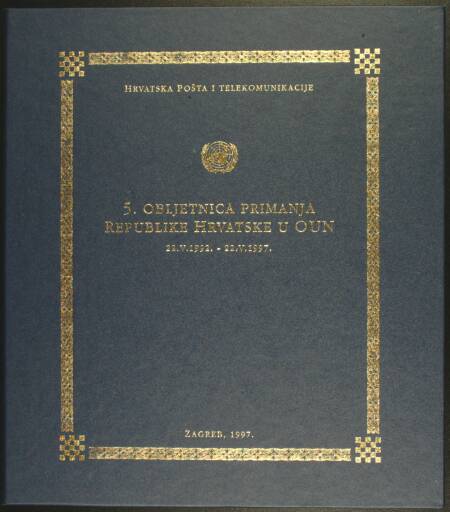 Hrvatska Pošta i telekomunikacije
5. obljetnica primanja
Republike Hrvatske u OUN
22.V.1992. - 22.V.1997.
Zagreb, 1997.